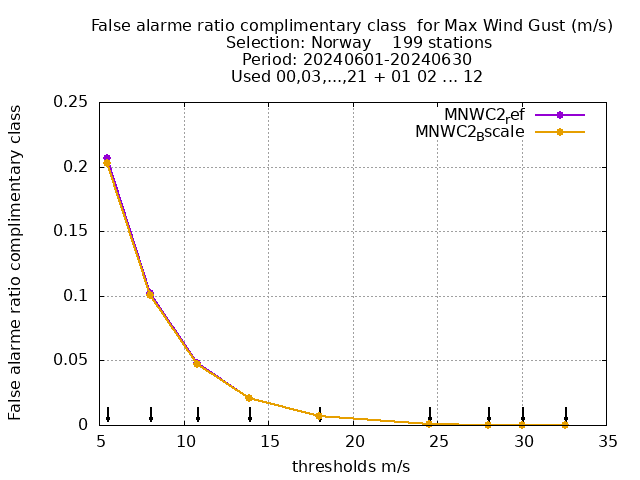 False alarme ratio complimentary class  for Max Wind Gust (m/s)
Selection: Norway    199 stations
Period: 20240601-20240630
Used 00,03,...,21 + 01 02 ... 12
MNWC2ref
MNWC2Bscale
False alarme ratio complimentary class
0.25
0.2
0.15
0.1
0.05
0
5 10 15 20 25 30 35
thresholds m/s